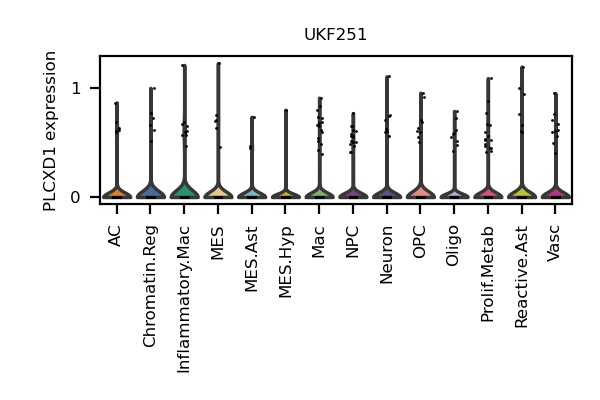 UKF251
PLCXD1 expression
1
0
AC
Chromatin.Reg
Inflammatory.Mac
MES
MES.Ast
MES.Hyp
Mac
NPC
Neuron
OPC
Oligo
Prolif.Metab
Reactive.Ast
Vasc